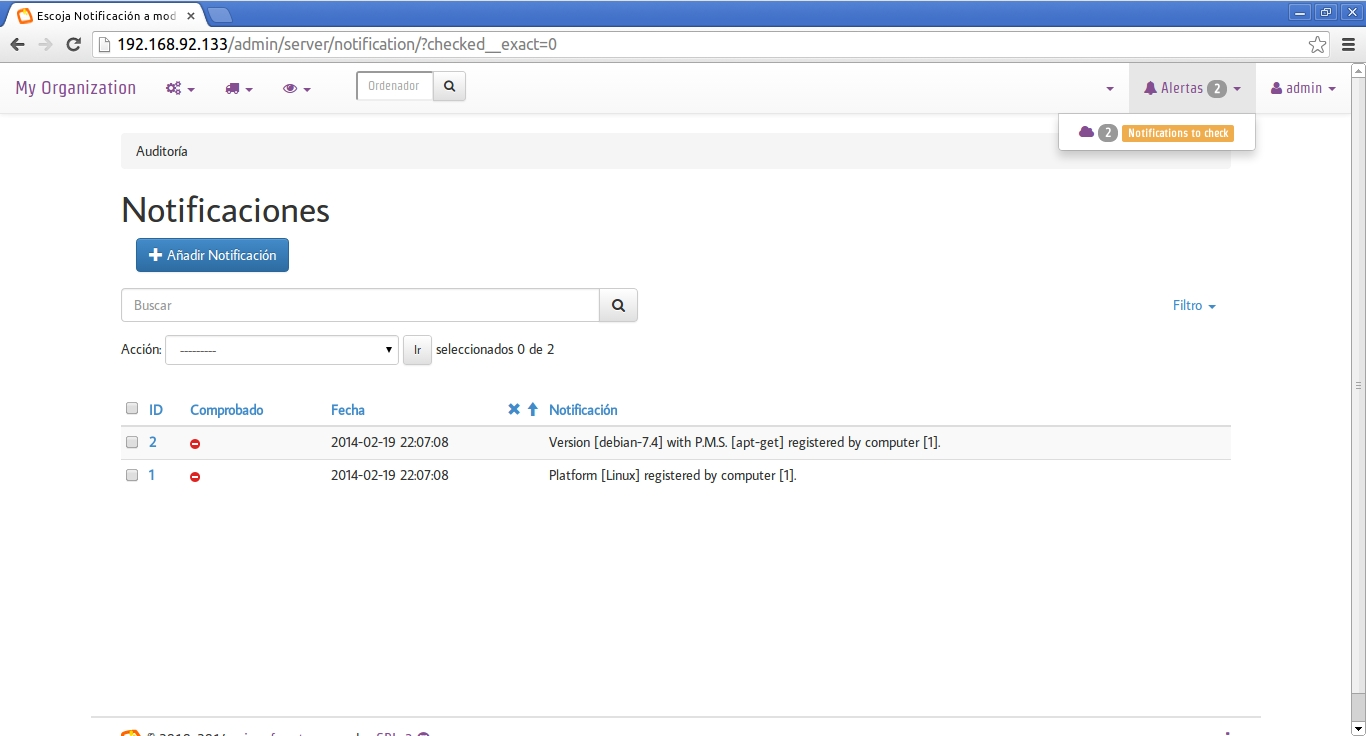 Escoja Notificación a mod
192.168.92.133/admin/server/notification/?checked__exact=0
My Organization
Ordenador
Alertas 2
admin
2 Notifications to check
Auditoría
Notificaciones
Añadir Notificación
Buscar
Filtro
Acción: --------- Ir seleccionados 0 de 2
ID Comprobado Fecha Notificación
2 2014-02-19 22:07:08 Version [debian-7.4] with P.M.S. [apt-get] registered by computer [1].
1 2014-02-19 22:07:08 Platform [Linux] registered by computer [1].